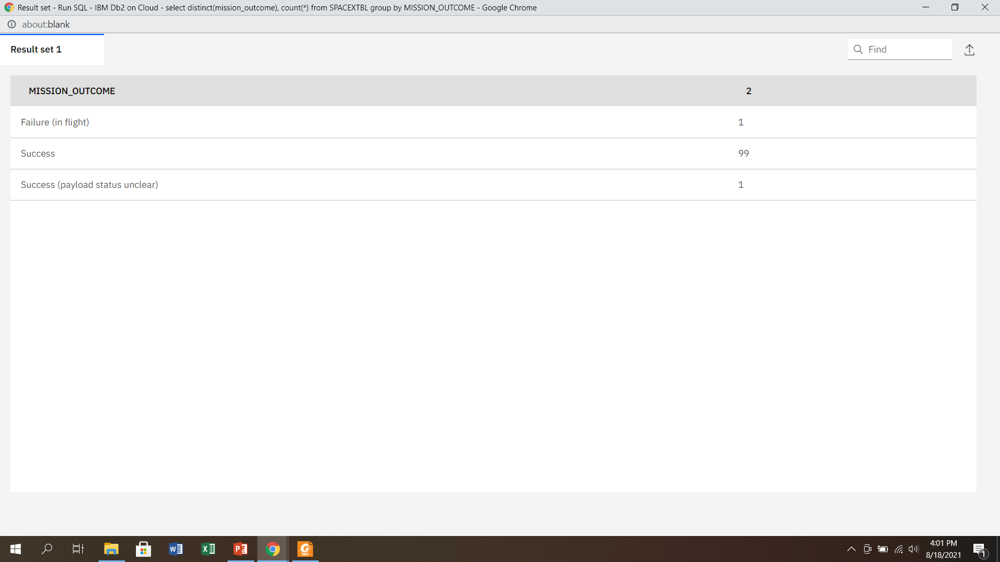 Result set - Run SQL - IBM Db2 on Cloud - select distinct(mission_outcome), count(*) from SPACEXTBL group by MISSION_OUTCOME - Google Chrome
about:blank
Result set 1
Find
MISSION_OUTCOME 2
Failure (in flight) 1
Success 99
Success (payload status unclear) 1
4:01 PM
8/18/2021
1